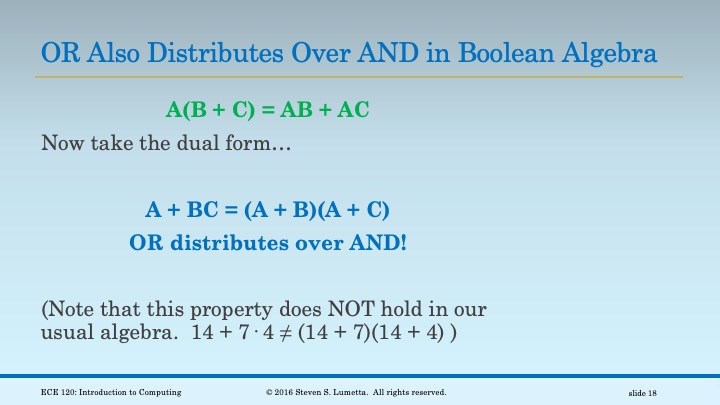 OR Also Distributes Over AND in Boolean Algebra
A(B + C) = AB + AC
Now take the dual form…
A + BC = (A + B)(A + C)
OR distributes over AND!
(Note that this property does NOT hold in our
usual algebra.  14 + 7 · 4 ≠ (14 + 7)(14 + 4) )
ECE 120: Introduction to Computing
© 2016 Steven S. Lumetta.  All rights reserved.
slide 18